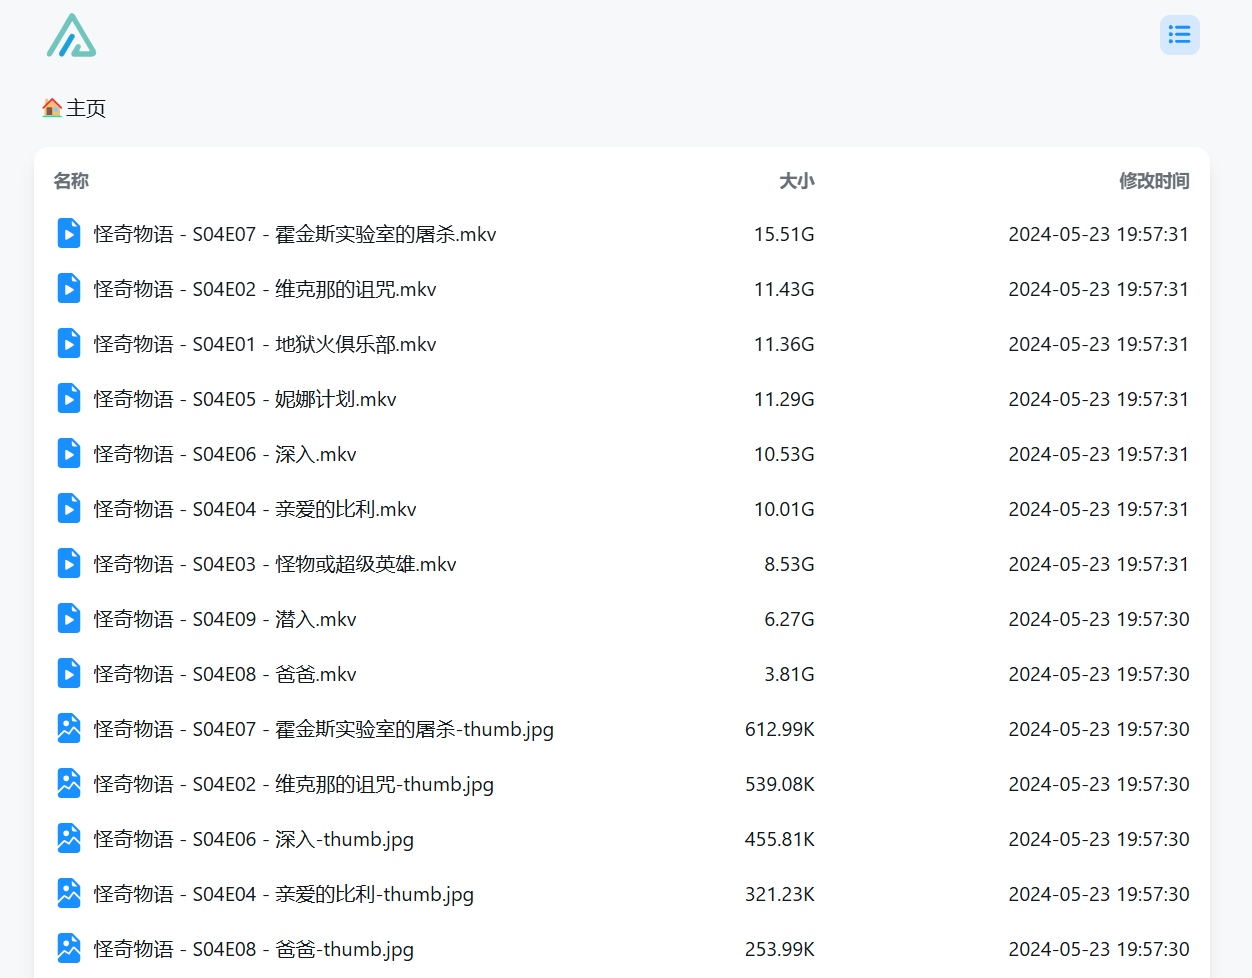 主页
名称 大小 修改时间
怪奇物语 - S04E07 - 霍金斯实验室的屠杀.mkv 15.51G 2024-05-23 19:57:31
怪奇物语 - S04E02 - 维克那的诅咒.mkv 11.43G 2024-05-23 19:57:31
怪奇物语 - S04E01 - 地狱火俱乐部.mkv 11.36G 2024-05-23 19:57:31
怪奇物语 - S04E05 - 妮娜计划.mkv 11.29G 2024-05-23 19:57:31
怪奇物语 - S04E06 - 深入.mkv 10.53G 2024-05-23 19:57:31
怪奇物语 - S04E04 - 亲爱的比利.mkv 10.01G 2024-05-23 19:57:31
怪奇物语 - S04E03 - 怪物或超级英雄.mkv 8.53G 2024-05-23 19:57:31
怪奇物语 - S04E09 - 潜入.mkv 6.27G 2024-05-23 19:57:30
怪奇物语 - S04E08 - 爸爸.mkv 3.81G 2024-05-23 19:57:30
怪奇物语 - S04E07 - 霍金斯实验室的屠杀-thumb.jpg 612.99K 2024-05-23 19:57:30
怪奇物语 - S04E02 - 维克那的诅咒-thumb.jpg 539.08K 2024-05-23 19:57:30
怪奇物语 - S04E06 - 深入-thumb.jpg 455.81K 2024-05-23 19:57:30
怪奇物语 - S04E04 - 亲爱的比利-thumb.jpg 321.23K 2024-05-23 19:57:30
怪奇物语 - S04E08 - 爸爸-thumb.jpg 253.99K 2024-05-23 19:57:30